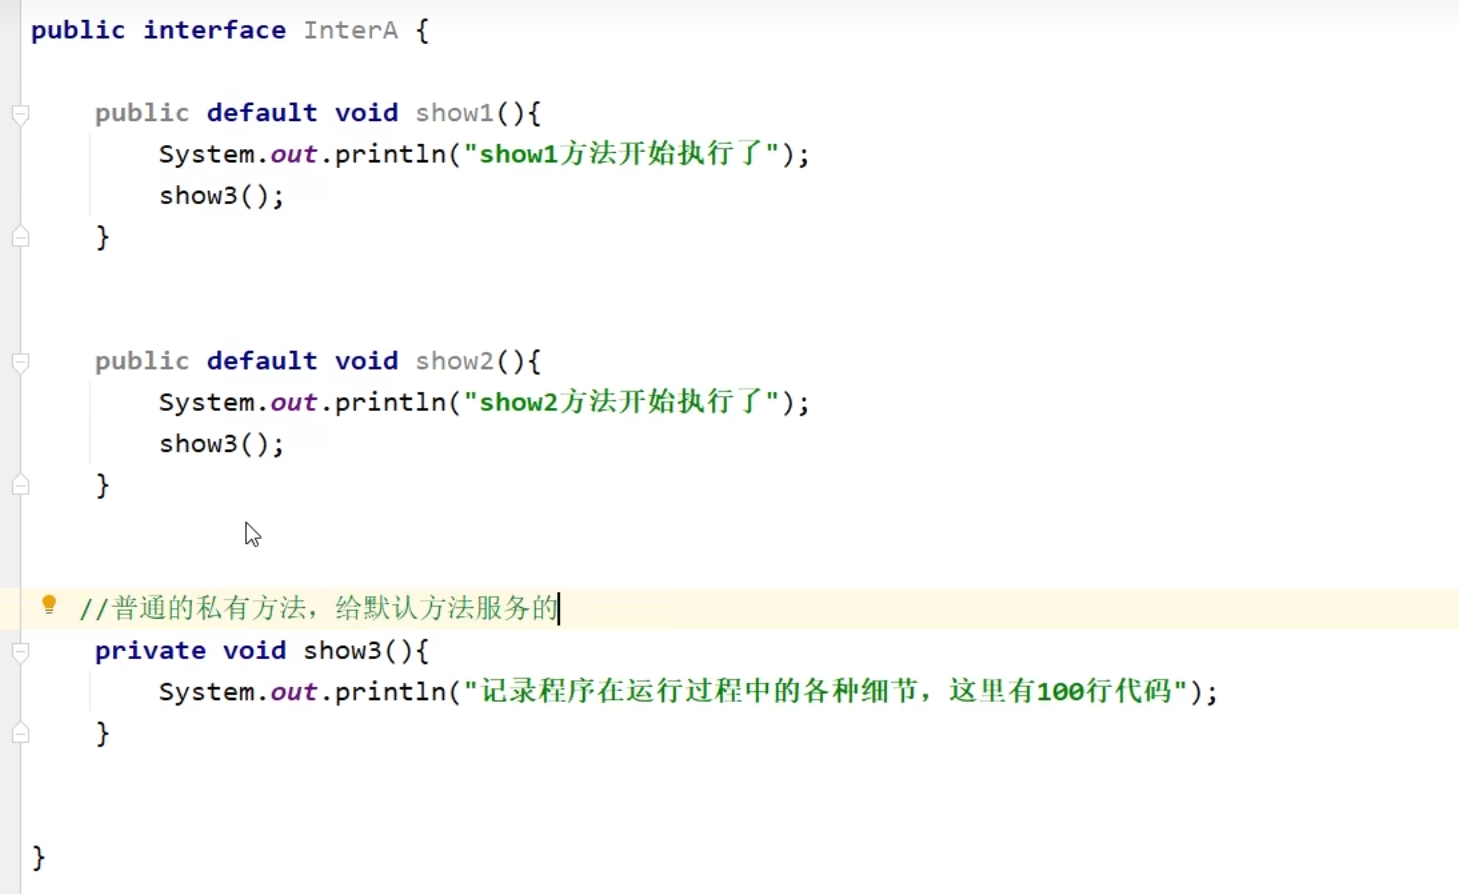 public interface InterA {
public default void show1(){
System.out.println("show1方法开始执行了");
show3();
}
public default void show2(){
System.out.println("show2方法开始执行了");
show3();
}
//普通的私有方法，给默认方法服务的
private void show3(){
System.out.println("记录程序在运行过程中的各种细节，这里有100行代码");
}
}